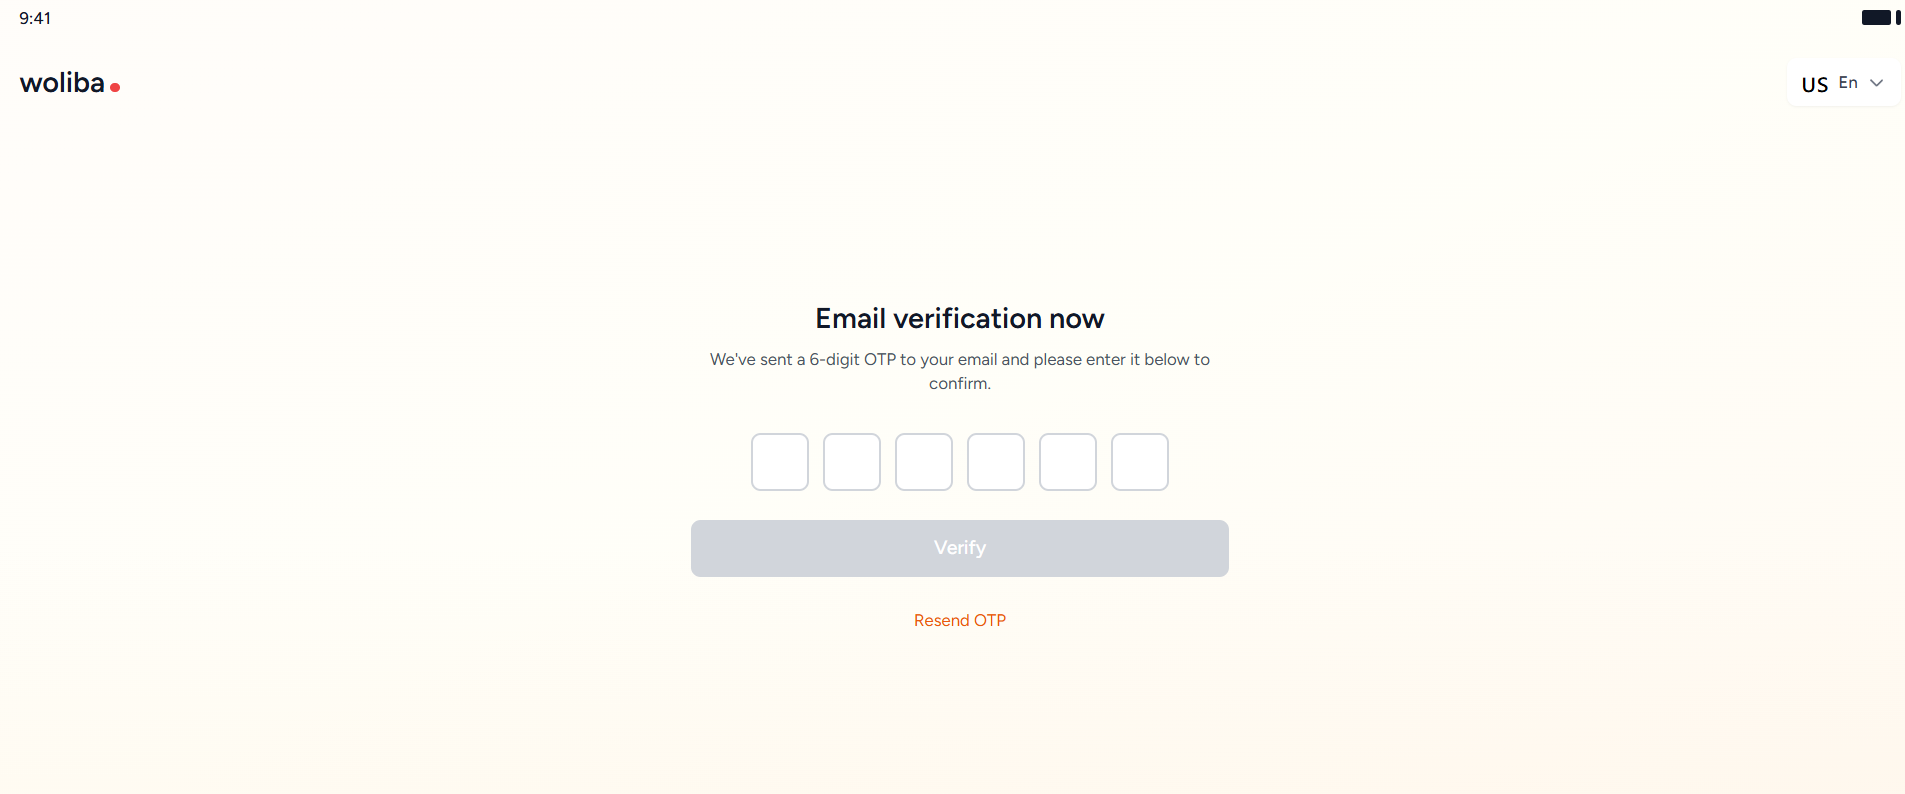 9:41
woliba
US En
Email verification now
We've sent a 6-digit OTP to your email and please enter it below to
confirm.
Verify
Resend OTP